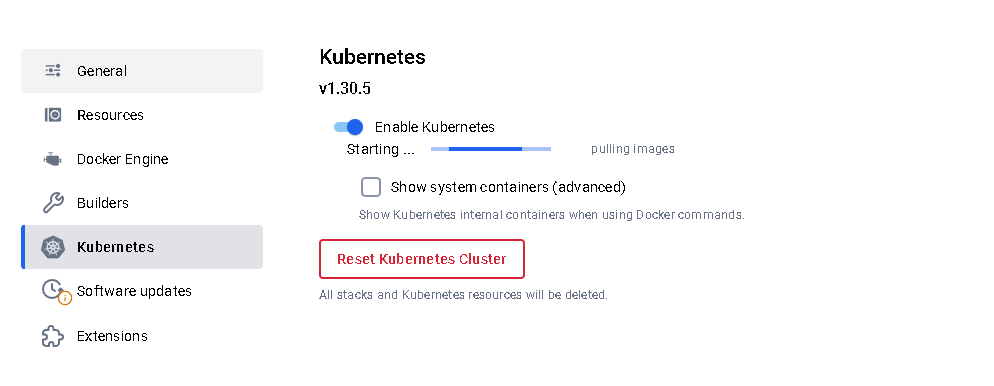 General
Resources
Docker Engine
Builders
Kubernetes
Software updates
Extensions
Kubernetes
v1.30.5
Enable Kubernetes
Starting ...
pulling images
Show system containers (advanced)
Show Kubernetes internal containers when using Docker commands.
Reset Kubernetes Cluster
All stacks and Kubernetes resources will be deleted.